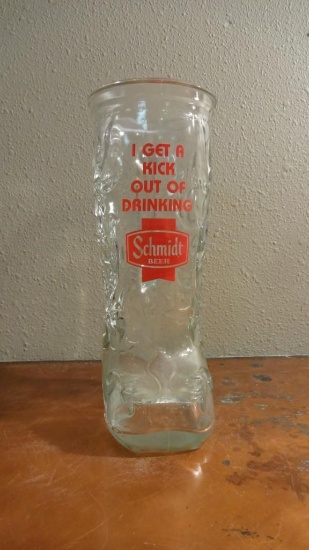 I GET A
KICK
OUT OF
DRINKING
Schmidt
BEER